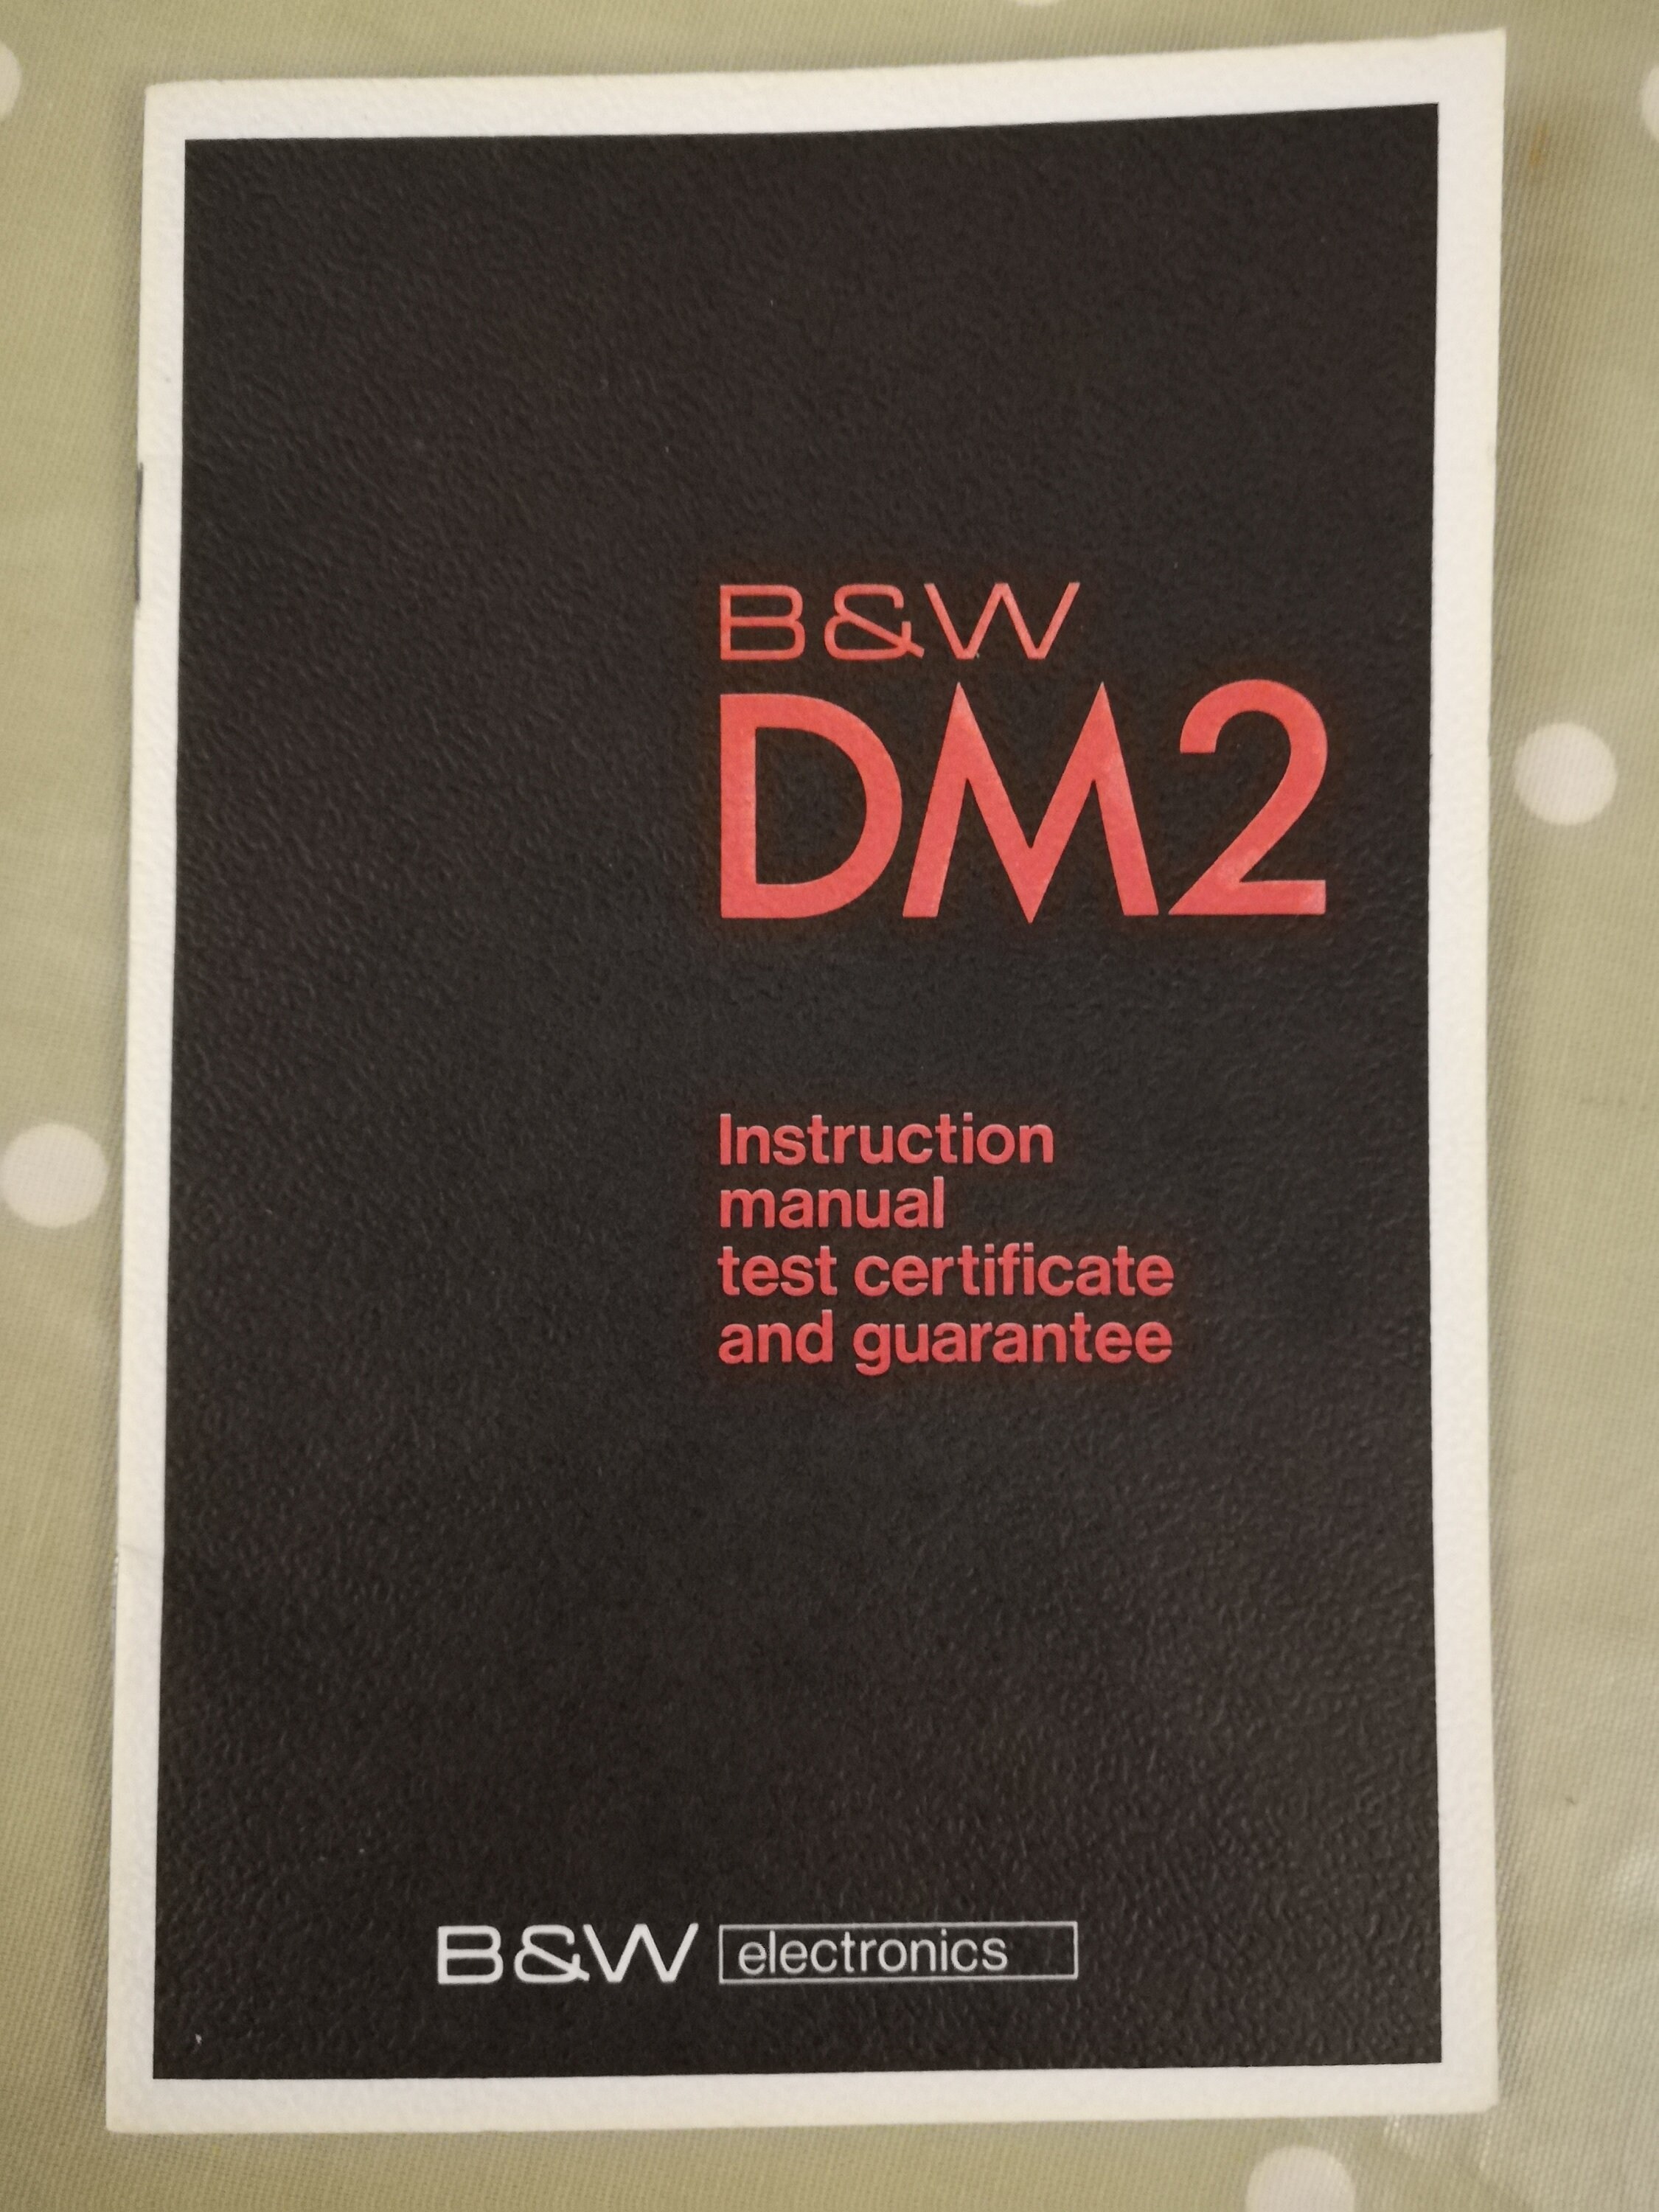 B&W
DM2
Instruction
manual
test certificate
and guarantee
B&W electronics